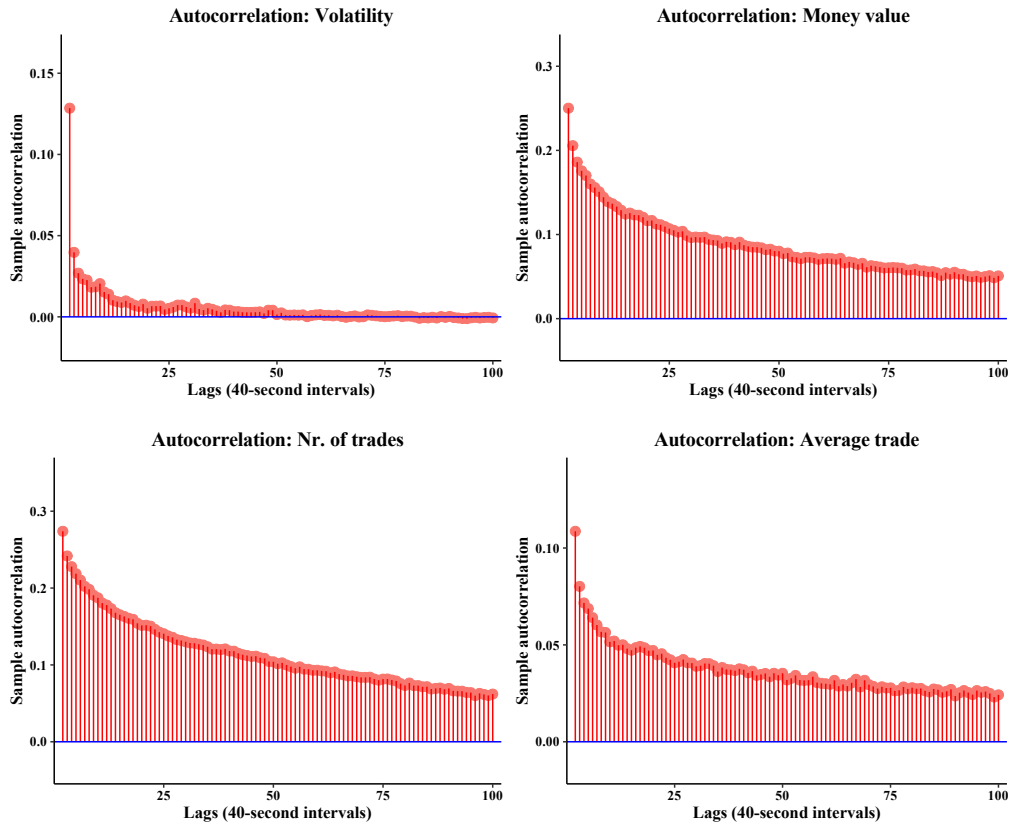 Autocorrelation: Volatility
Sample autocorrelation
0.15
0.10
0.05
0.00
25
50
75
100
Lags (40-second intervals)
Autocorrelation: Money value
Sample autocorrelation
0.3
0.2
0.1
0.0
25
50
75
100
Lags (40-second intervals)
Autocorrelation: Nr. of trades
Sample autocorrelation
0.3
0.2
0.1
0.0
25
50
75
100
Lags (40-second intervals)
Autocorrelation: Average trade
Sample autocorrelation
0.10
0.05
0.00
25
50
75
100
Lags (40-second intervals)